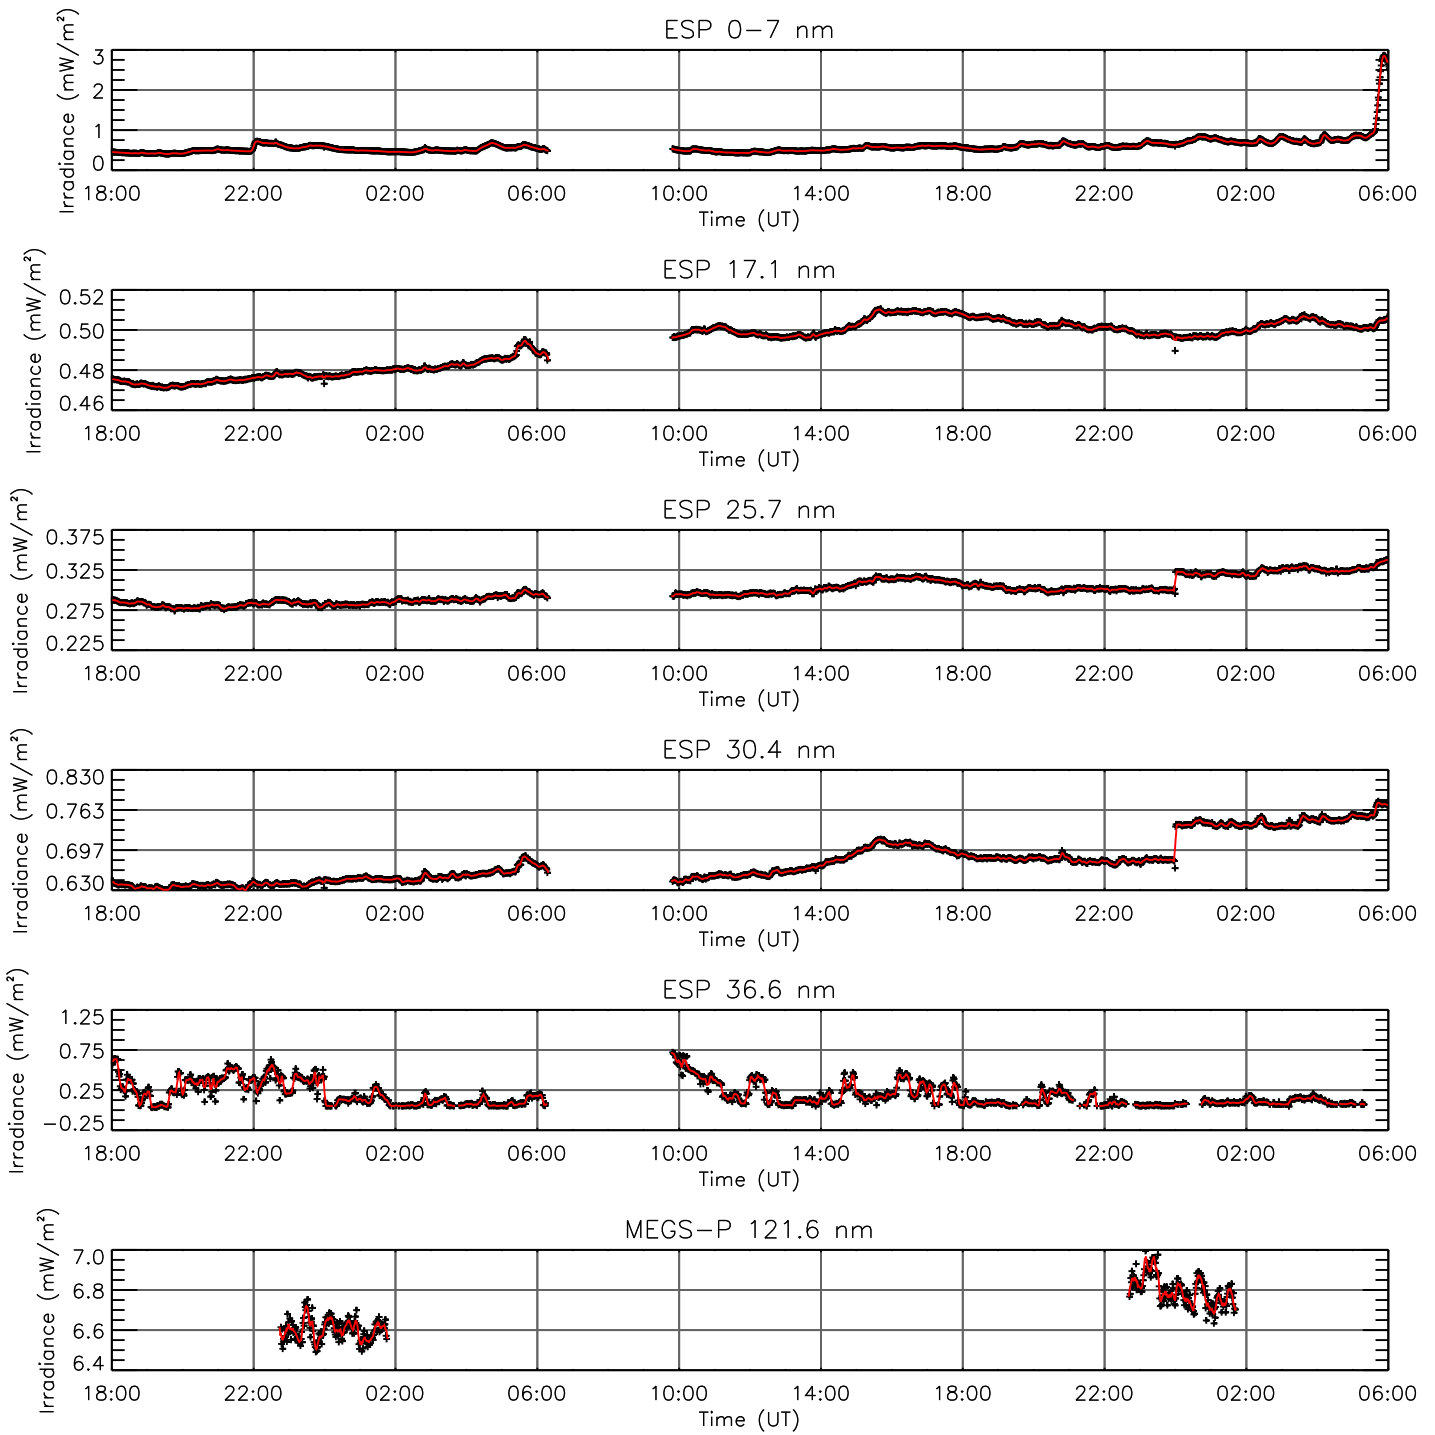 ESP 0-7 nm
Irradiance (mW/m²)
3
2
1
0
18:00 22:00 02:00 06:00 10:00 14:00 18:00 22:00 02:00 06:00
Time (UT)
ESP 17.1 nm
Irradiance (mW/m²)
0.52
0.50
0.48
0.46
18:00 22:00 02:00 06:00 10:00 14:00 18:00 22:00 02:00 06:00
Time (UT)
ESP 25.7 nm
Irradiance (mW/m²)
0.375
0.325
0.275
0.225
18:00 22:00 02:00 06:00 10:00 14:00 18:00 22:00 02:00 06:00
Time (UT)
ESP 30.4 nm
Irradiance (mW/m²)
0.830
0.763
0.697
0.630
18:00 22:00 02:00 06:00 10:00 14:00 18:00 22:00 02:00 06:00
Time (UT)
ESP 36.6 nm
Irradiance (mW/m²)
1.25
0.75
0.25
-0.25
18:00 22:00 02:00 06:00 10:00 14:00 18:00 22:00 02:00 06:00
Time (UT)
MEGS-P 121.6 nm
Irradiance (mW/m²)
7.0
6.8
6.6
6.4
18:00 22:00 02:00 06:00 10:00 14:00 18:00 22:00 02:00 06:00
Time (UT)